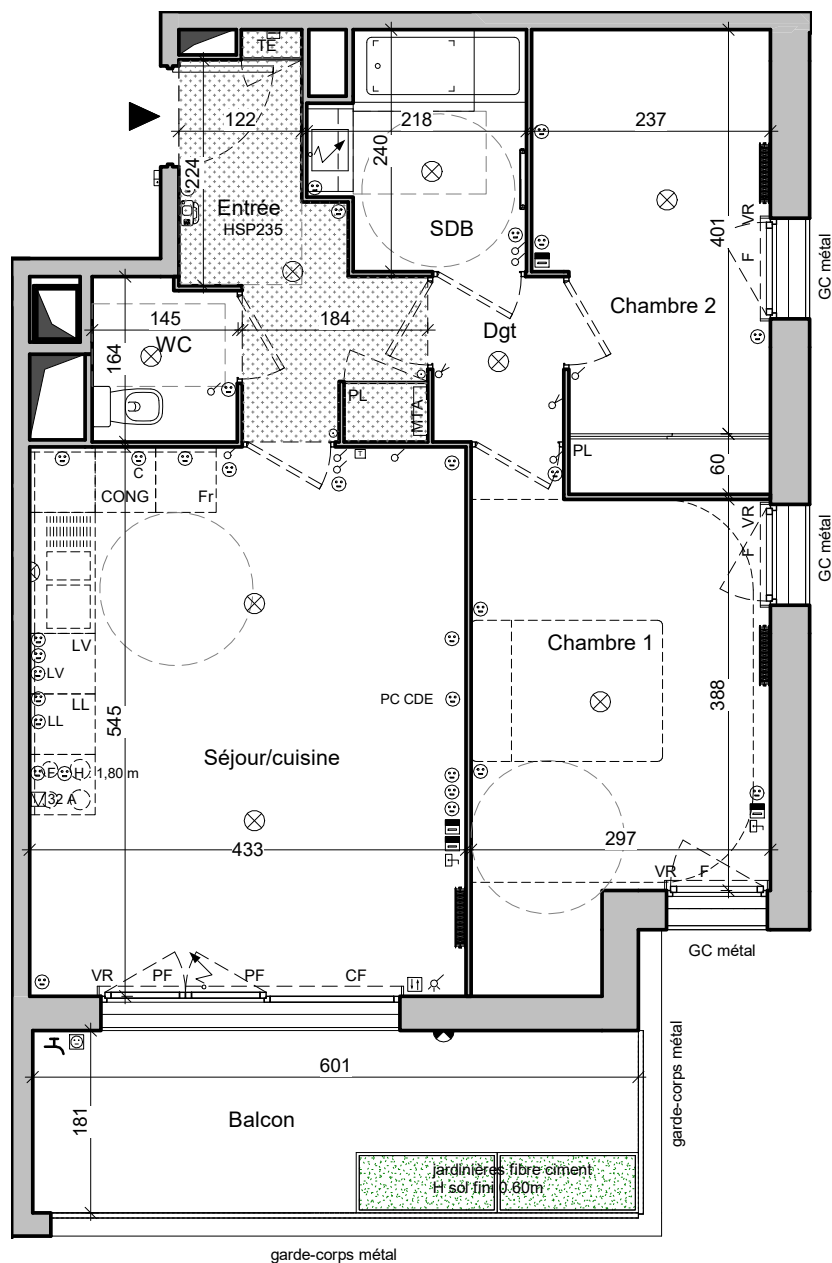 TE
122
218
237
224
240
Entrée
HSP235
SDB
401
VR
F
GC métal
Chambre 2
145
184
Dgt
WC
164
PL
MTA
PL
60
C
CONG
Fr
VR
F
GC métal
LV
LV
LL
LL
PC CDE
Chambre 1
388
545
Séjour/cuisine
F H : 1,80 m
32 A
433
297
VR
F
GC métal
VR
PF
PF
CF
601
181
Balcon
garde-corps métal
jardinières fibre ciment
H sol fini 0.60m
garde-corps métal